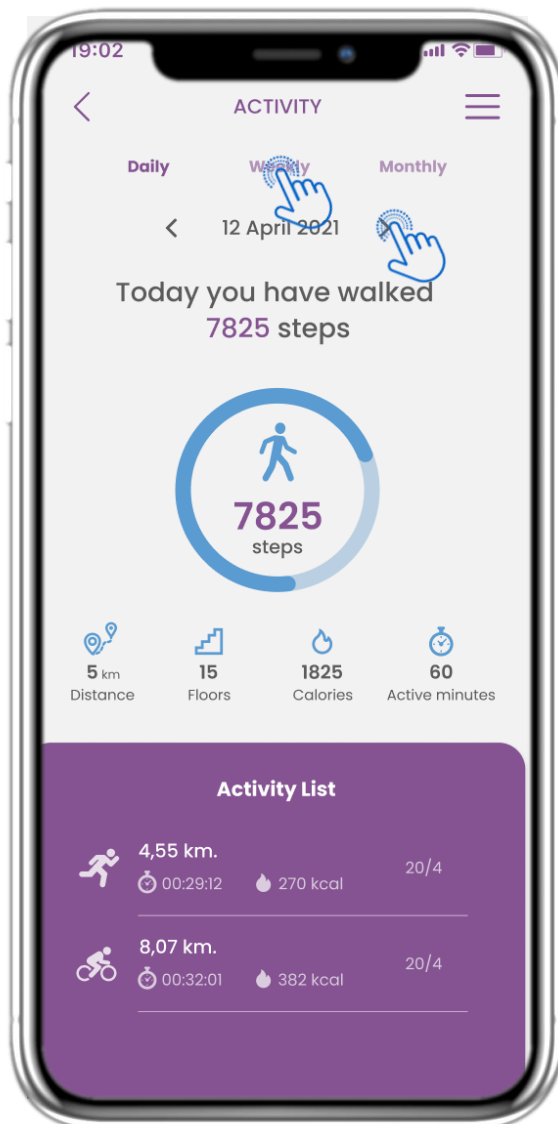 19:02
ACTIVITY
Daily Weekly Monthly
12 April 2021
Today you have walked
7825 steps
7825
steps
5 km 15 1825 60
Distance Floors Calories Active minutes
Activity List
4,55 km.
00:29:12 270 kcal 20/4
8,07 km.
00:32:01 382 kcal 20/4